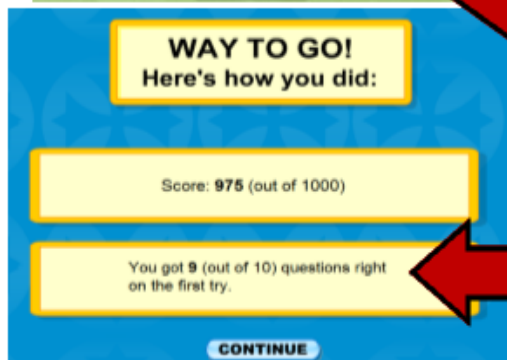 WAY TO GO!
Here's how you did:
Score: 975 (out of 1000)
You got 9 (out of 10) questions right
on the first try.
CONTINUE